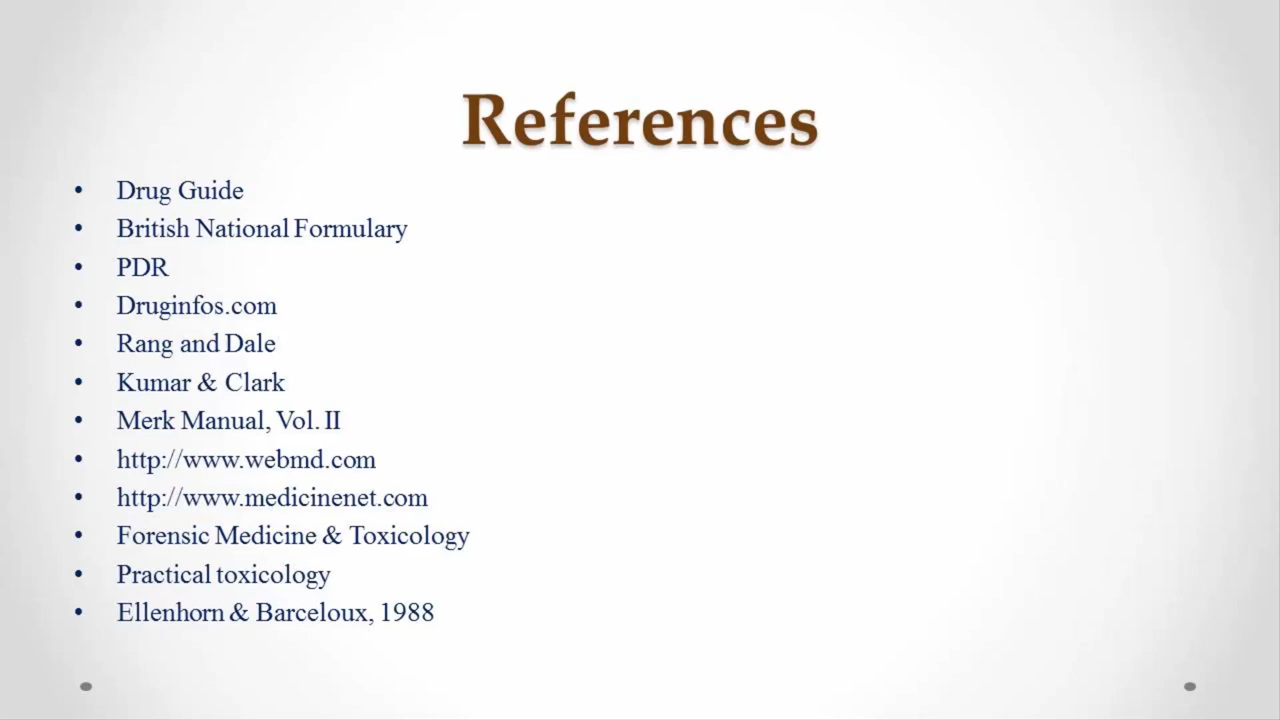 References
• Drug Guide
• British National Formulary
• PDR
• Druginfos.com
• Rang and Dale
• Kumar & Clark
• Merk Manual, Vol. II
• http://www.webmd.com
• http://www.medicinenet.com
• Forensic Medicine & Toxicology
• Practical toxicology
• Ellenhorn & Barceloux, 1988